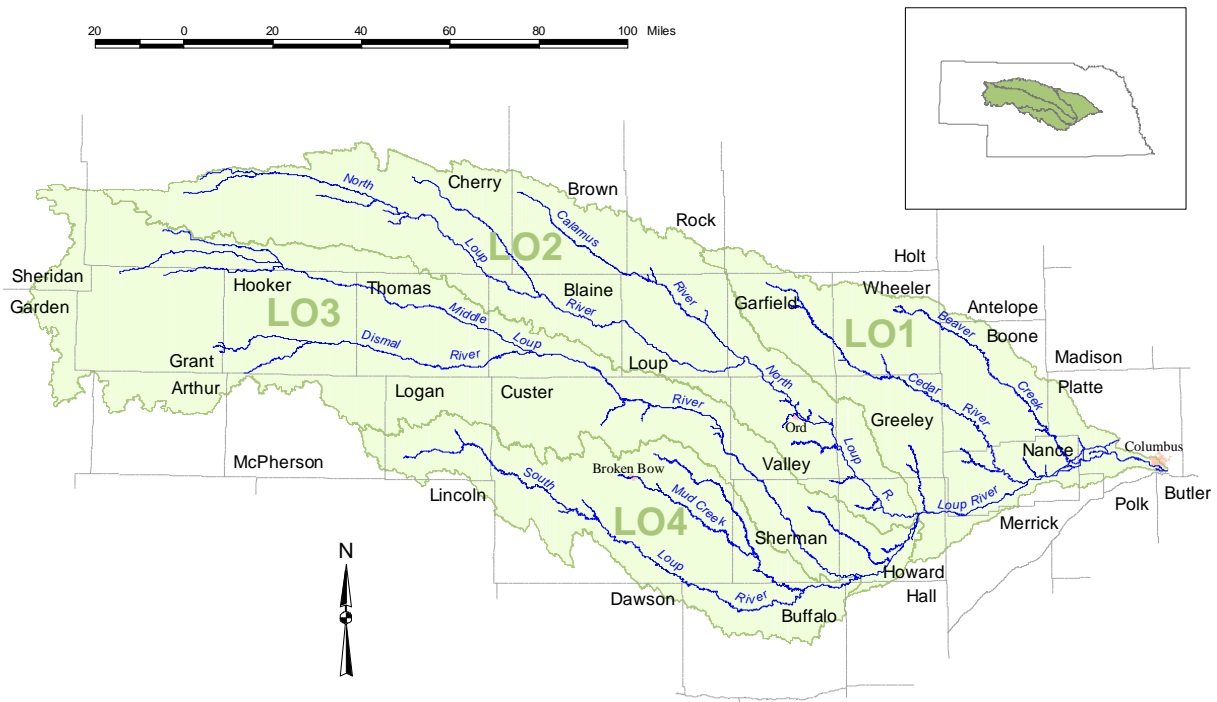 20 0 20 40 60 80 100 Miles
North
Cherry
Brown
Calamus
Rock
Loup
LO2
Holt
Sheridan
Garden
Hooker
Thomas
Blaine
River
River
Garfield
Wheeler
Antelope
LO3
Middle
LO1
Beaver
Boone
Dismal
River
Loup
Madison
Grant
Loup
North
Cedar
Creek
Platte
Arthur
Logan
Custer
River
River
Greeley
Ord
Columbus
McPherson
Broken Bow
Valley
Loup
Nance
Lincoln
South
Mud Creek
R.
Loup River
Butler
Polk
LO4
Merrick
Sherman
N
Loup
Howard
Dawson
River
Hall
Buffalo